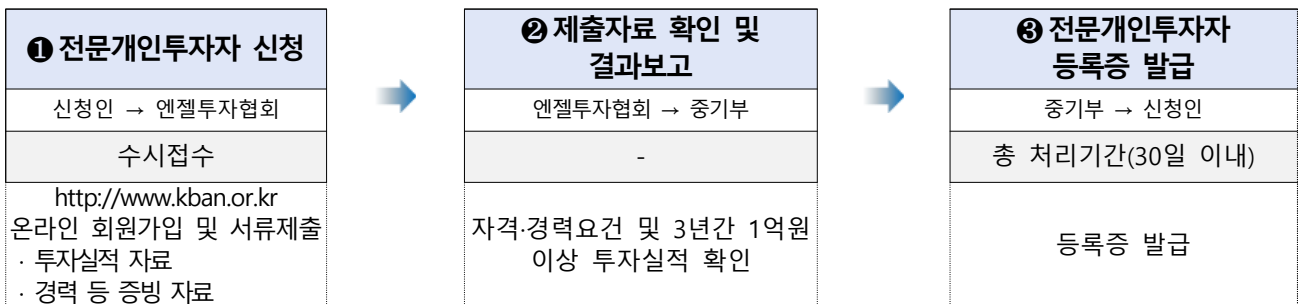 ❶ 전문개인투자자 신청
신청인 → 엔젤투자협회
수시접수
http://www.kban.or.kr
온라인 회원가입 및 서류제출
· 투자실적 자료
· 경력 등 증빙 자료
❷ 제출자료 확인 및
결과보고
엔젤투자협회 → 중기부
-
자격·경력요건 및 3년간 1억원
이상 투자실적 확인
❸ 전문개인투자자
등록증 발급
중기부 → 신청인
총 처리기간(30일 이내)
등록증 발급